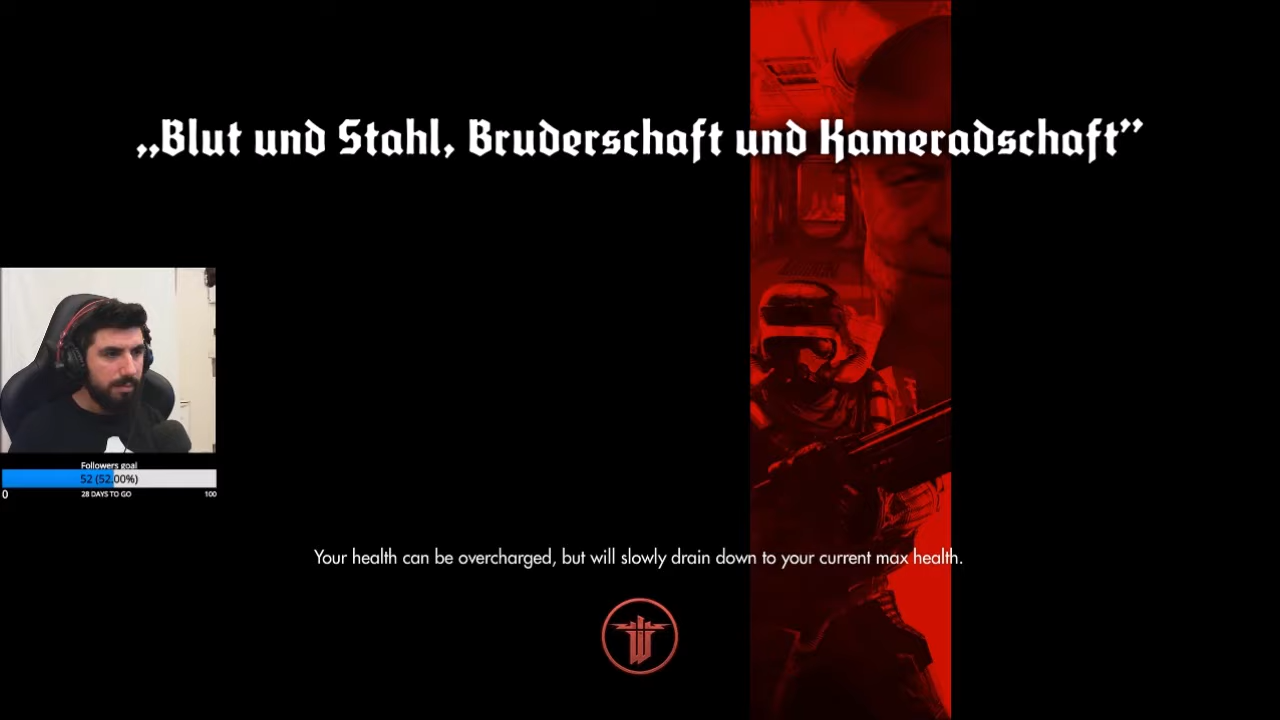 „Blut und Stahl, Bruderschaft und Kameradschaft”
Followers goal
52 (52.00%)
0 28 DAYS TO GO 100
Your health can be overcharged, but will slowly drain down to your current max health.